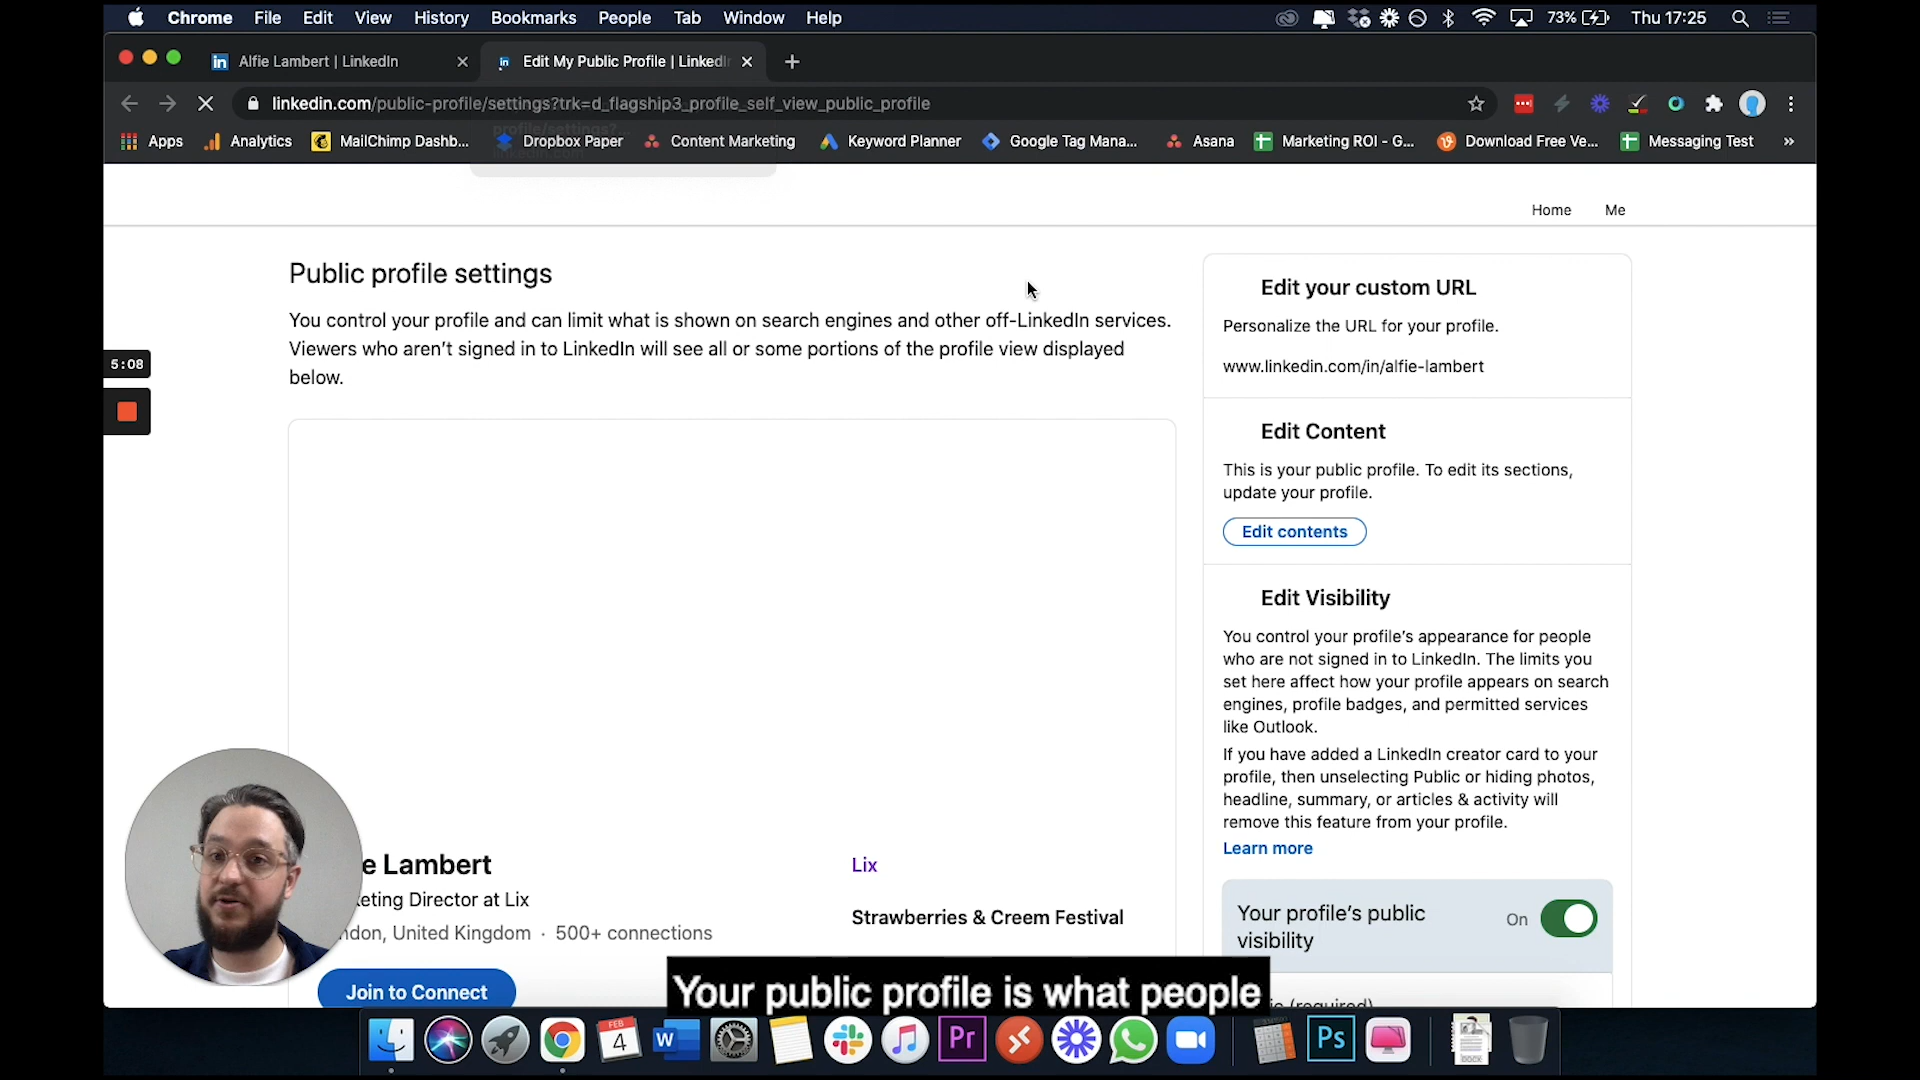 Chrome File Edit View History Bookmarks People Tab Window Help 73% Thu 17:25
Alfie Lambert | LinkedIn
Edit My Public Profile | LinkedI
linkedin.com/public-profile/settings?trk=d_flagship3_profile_self_view_public_profile
Apps Analytics MailChimp Dashb... Dropbox Paper Content Marketing Keyword Planner Google Tag Mana... Asana Marketing ROI - G... Download Free Ve... Messaging Test »
Home Me
Public profile settings
You control your profile and can limit what is shown on search engines and other off-LinkedIn services.
Viewers who aren't signed in to LinkedIn will see all or some portions of the profile view displayed
below.
5:08
e Lambert
eting Director at Lix
ndon, United Kingdom · 500+ connections
Join to Connect
Lix
Strawberries & Creem Festival
Edit your custom URL
Personalize the URL for your profile.
www.linkedin.com/in/alfie-lambert
Edit Content
This is your public profile. To edit its sections,
update your profile.
Edit contents
Edit Visibility
You control your profile's appearance for people
who are not signed in to LinkedIn. The limits you
set here affect how your profile appears on search
engines, profile badges, and permitted services
like Outlook.
If you have added a LinkedIn creator card to your
profile, then unselecting Public or hiding photos,
headline, summary, or articles & activity will
remove this feature from your profile.
Learn more
Your profile's public
visibility
On
ic (required)
Your public profile is what people
FEB
4
W
Pr
Ps
DOCX